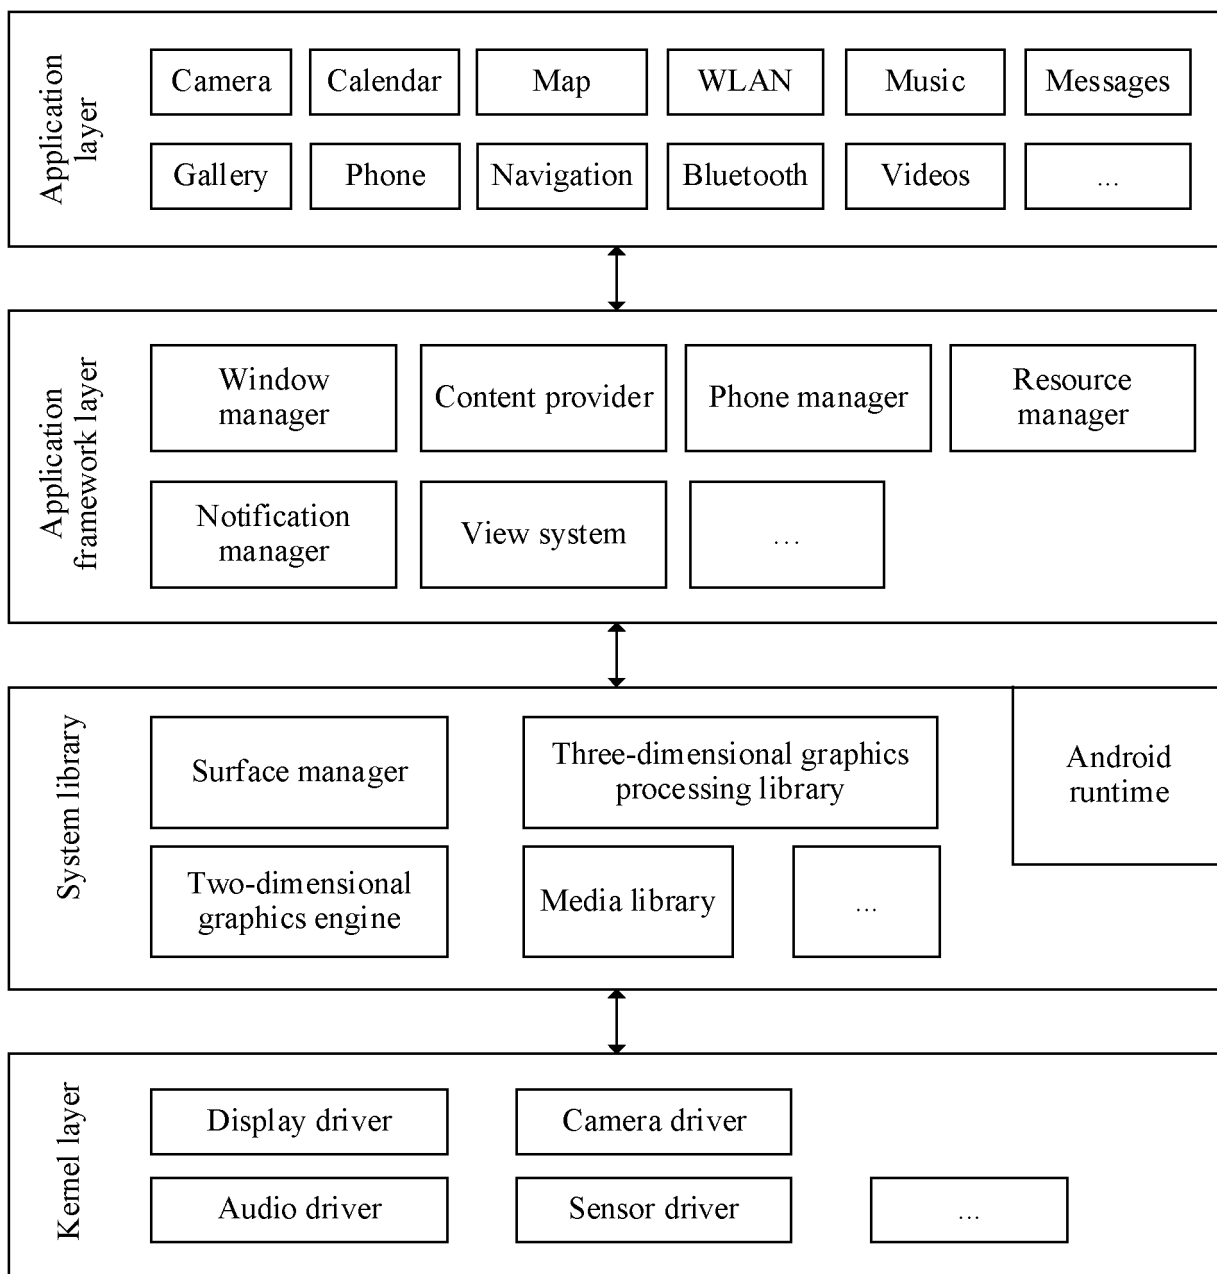 Application
layer
Camera
Calendar
Map
WLAN
Music
Messages
Gallery
Phone
Navigation
Bluetooth
Videos
...
Application
framework layer
Window
manager
Content provider
Phone manager
Resource
manager
Notification
manager
View system
...
System library
Surface manager
Three-dimensional graphics
processing library
Android
runtime
Two-dimensional
graphics engine
Media library
...
Kernel layer
Display driver
Camera driver
Audio driver
Sensor driver
...